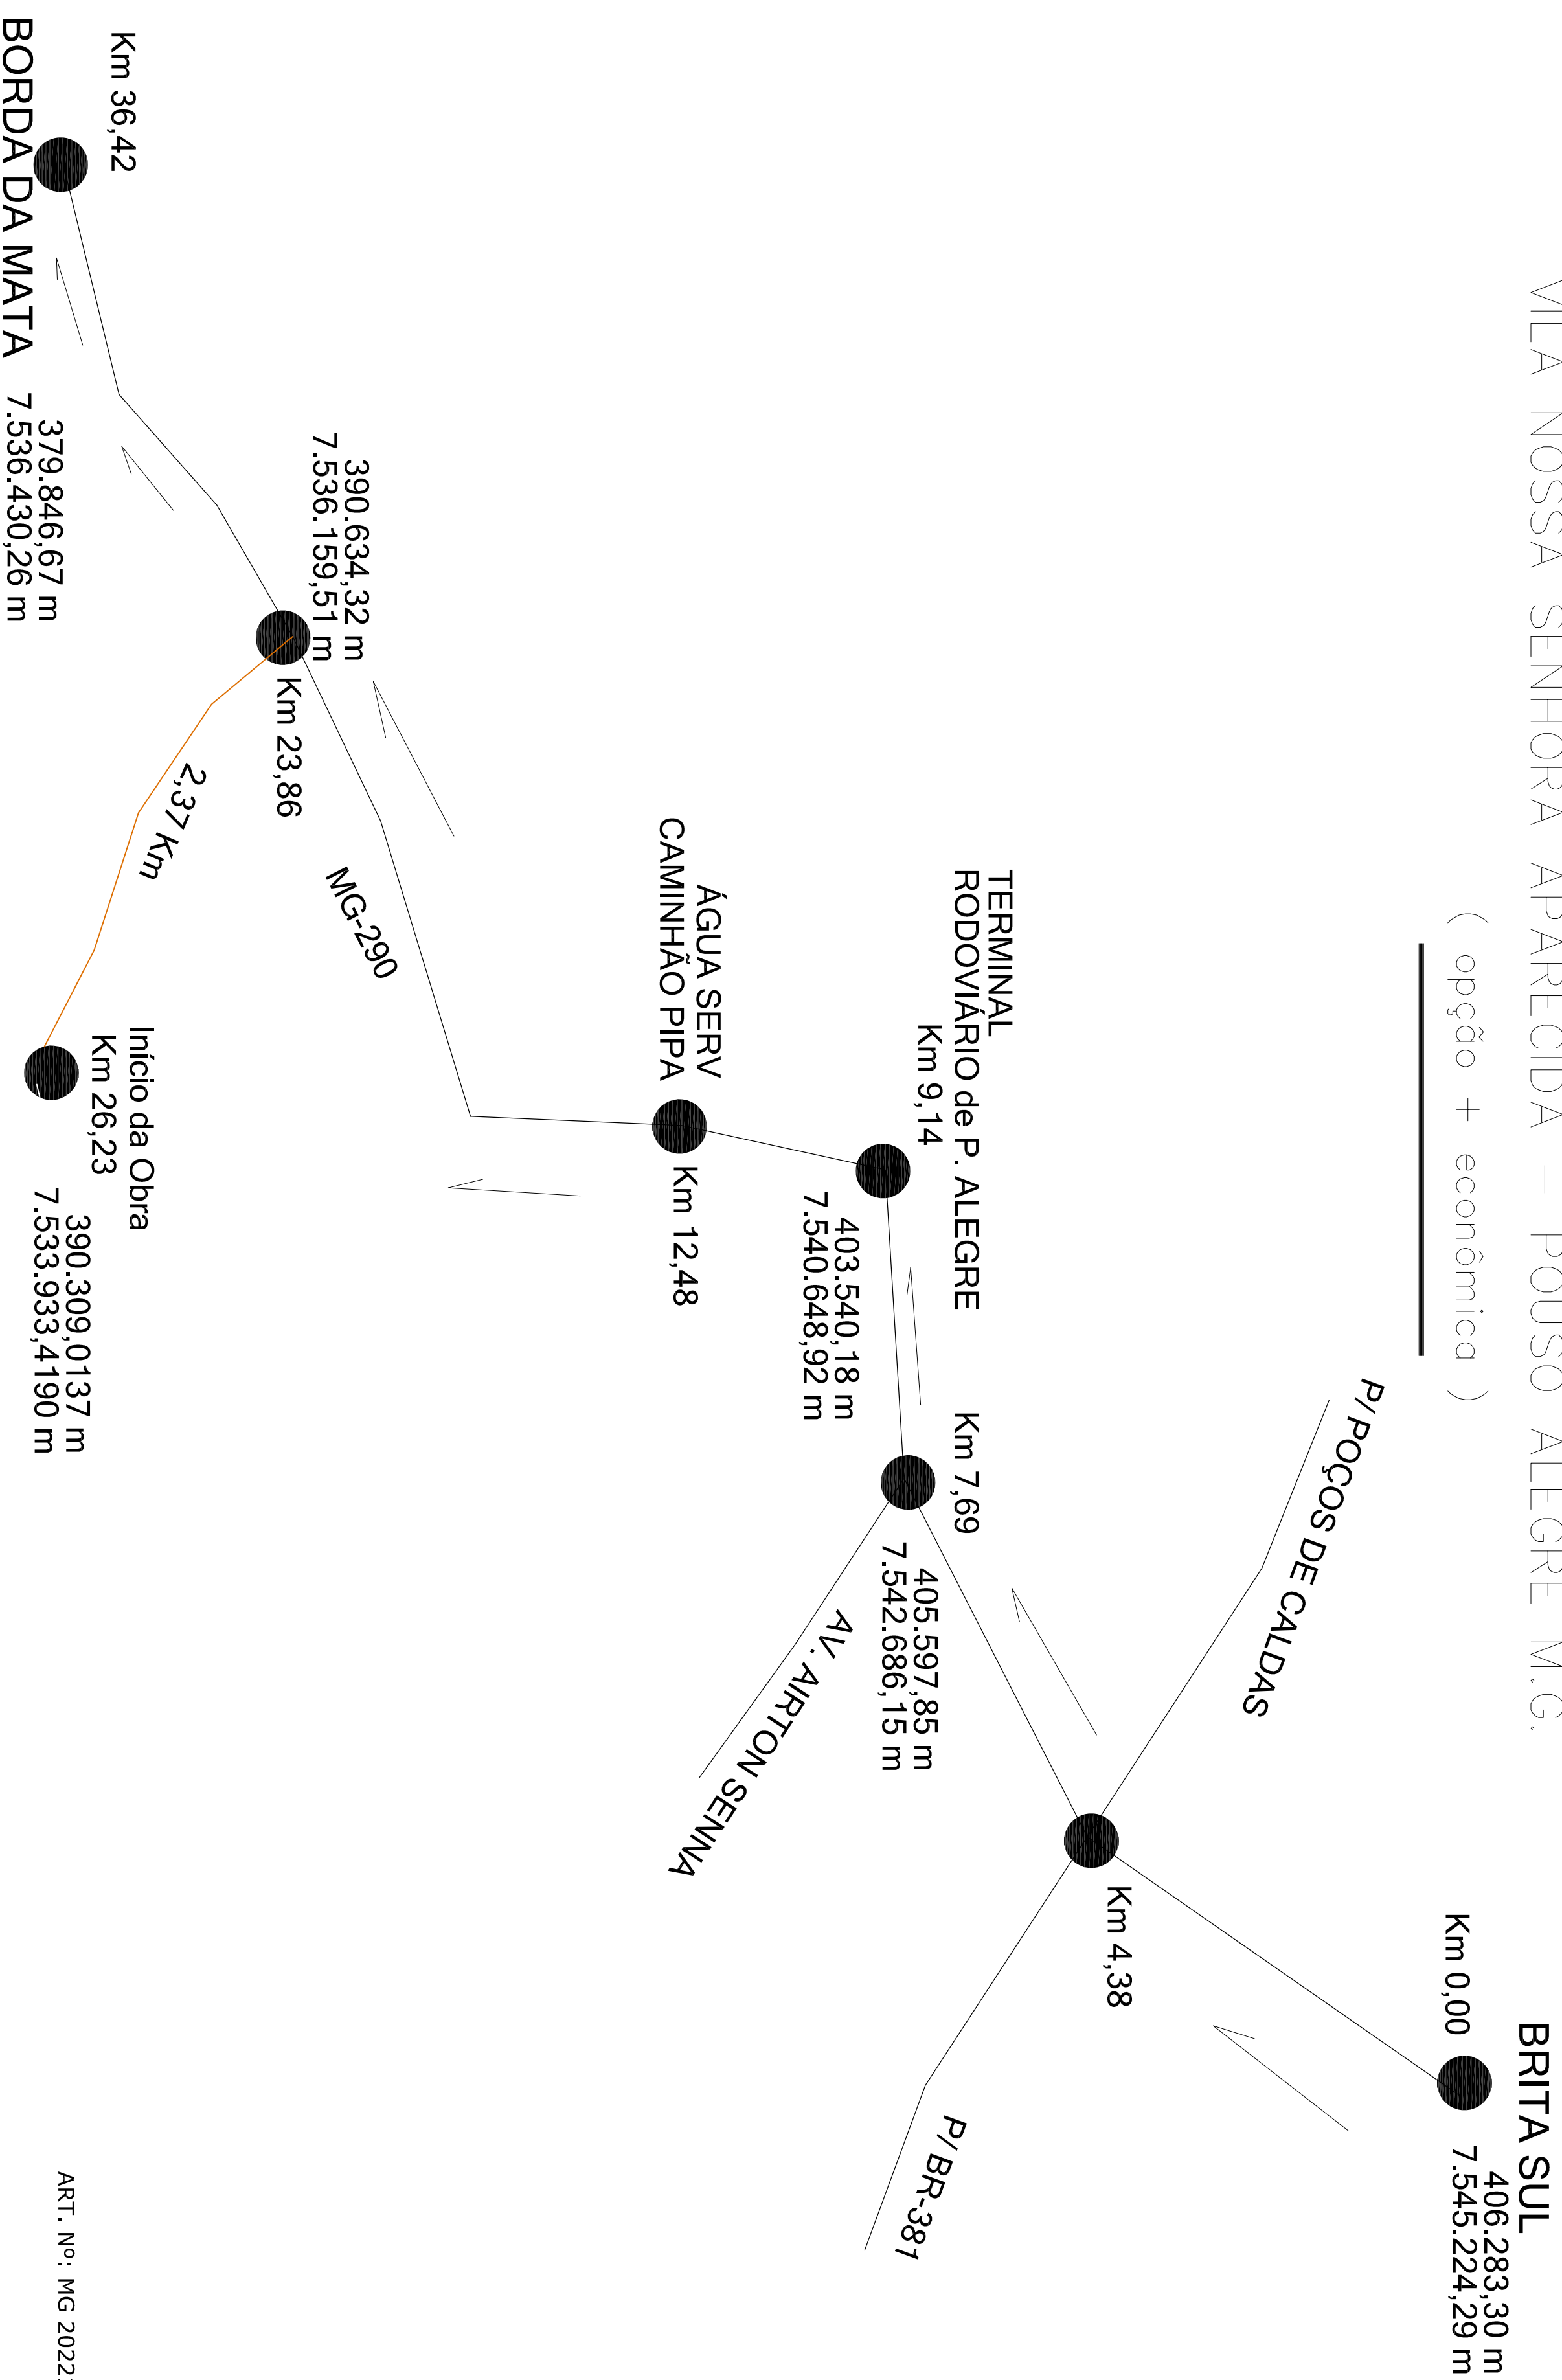 VILA NOSSA SENHORA APARECIDA - POUSO ALEGRE M.G.
( opção + econômica )
BRITA SUL
406.283,30 m
7.545.224,29 m
Km 0,00
P/ POÇOS DE CALDAS
Km 4,38
P/ BR-381
Km 7,69
405.597,85 m
7.542.686,15 m
AV. AIRTON SENNA
TERMINAL
RODOVIÁRIO de P. ALEGRE
Km 9,14
403.540,18 m
7.540.648,92 m
ÁGUA SERV
CAMINHÃO PIPA
Km 12,48
MG-290
390.634,32 m
7.536.159,51 m
Km 23,86
2,37 Km
Início da Obra
Km 26,23
390.309,0137 m
7.533.933,4190 m
Km 36,42
BORDA DA MATA
379.846,67 m
7.536.430,26 m
ART. Nº: MG 2022